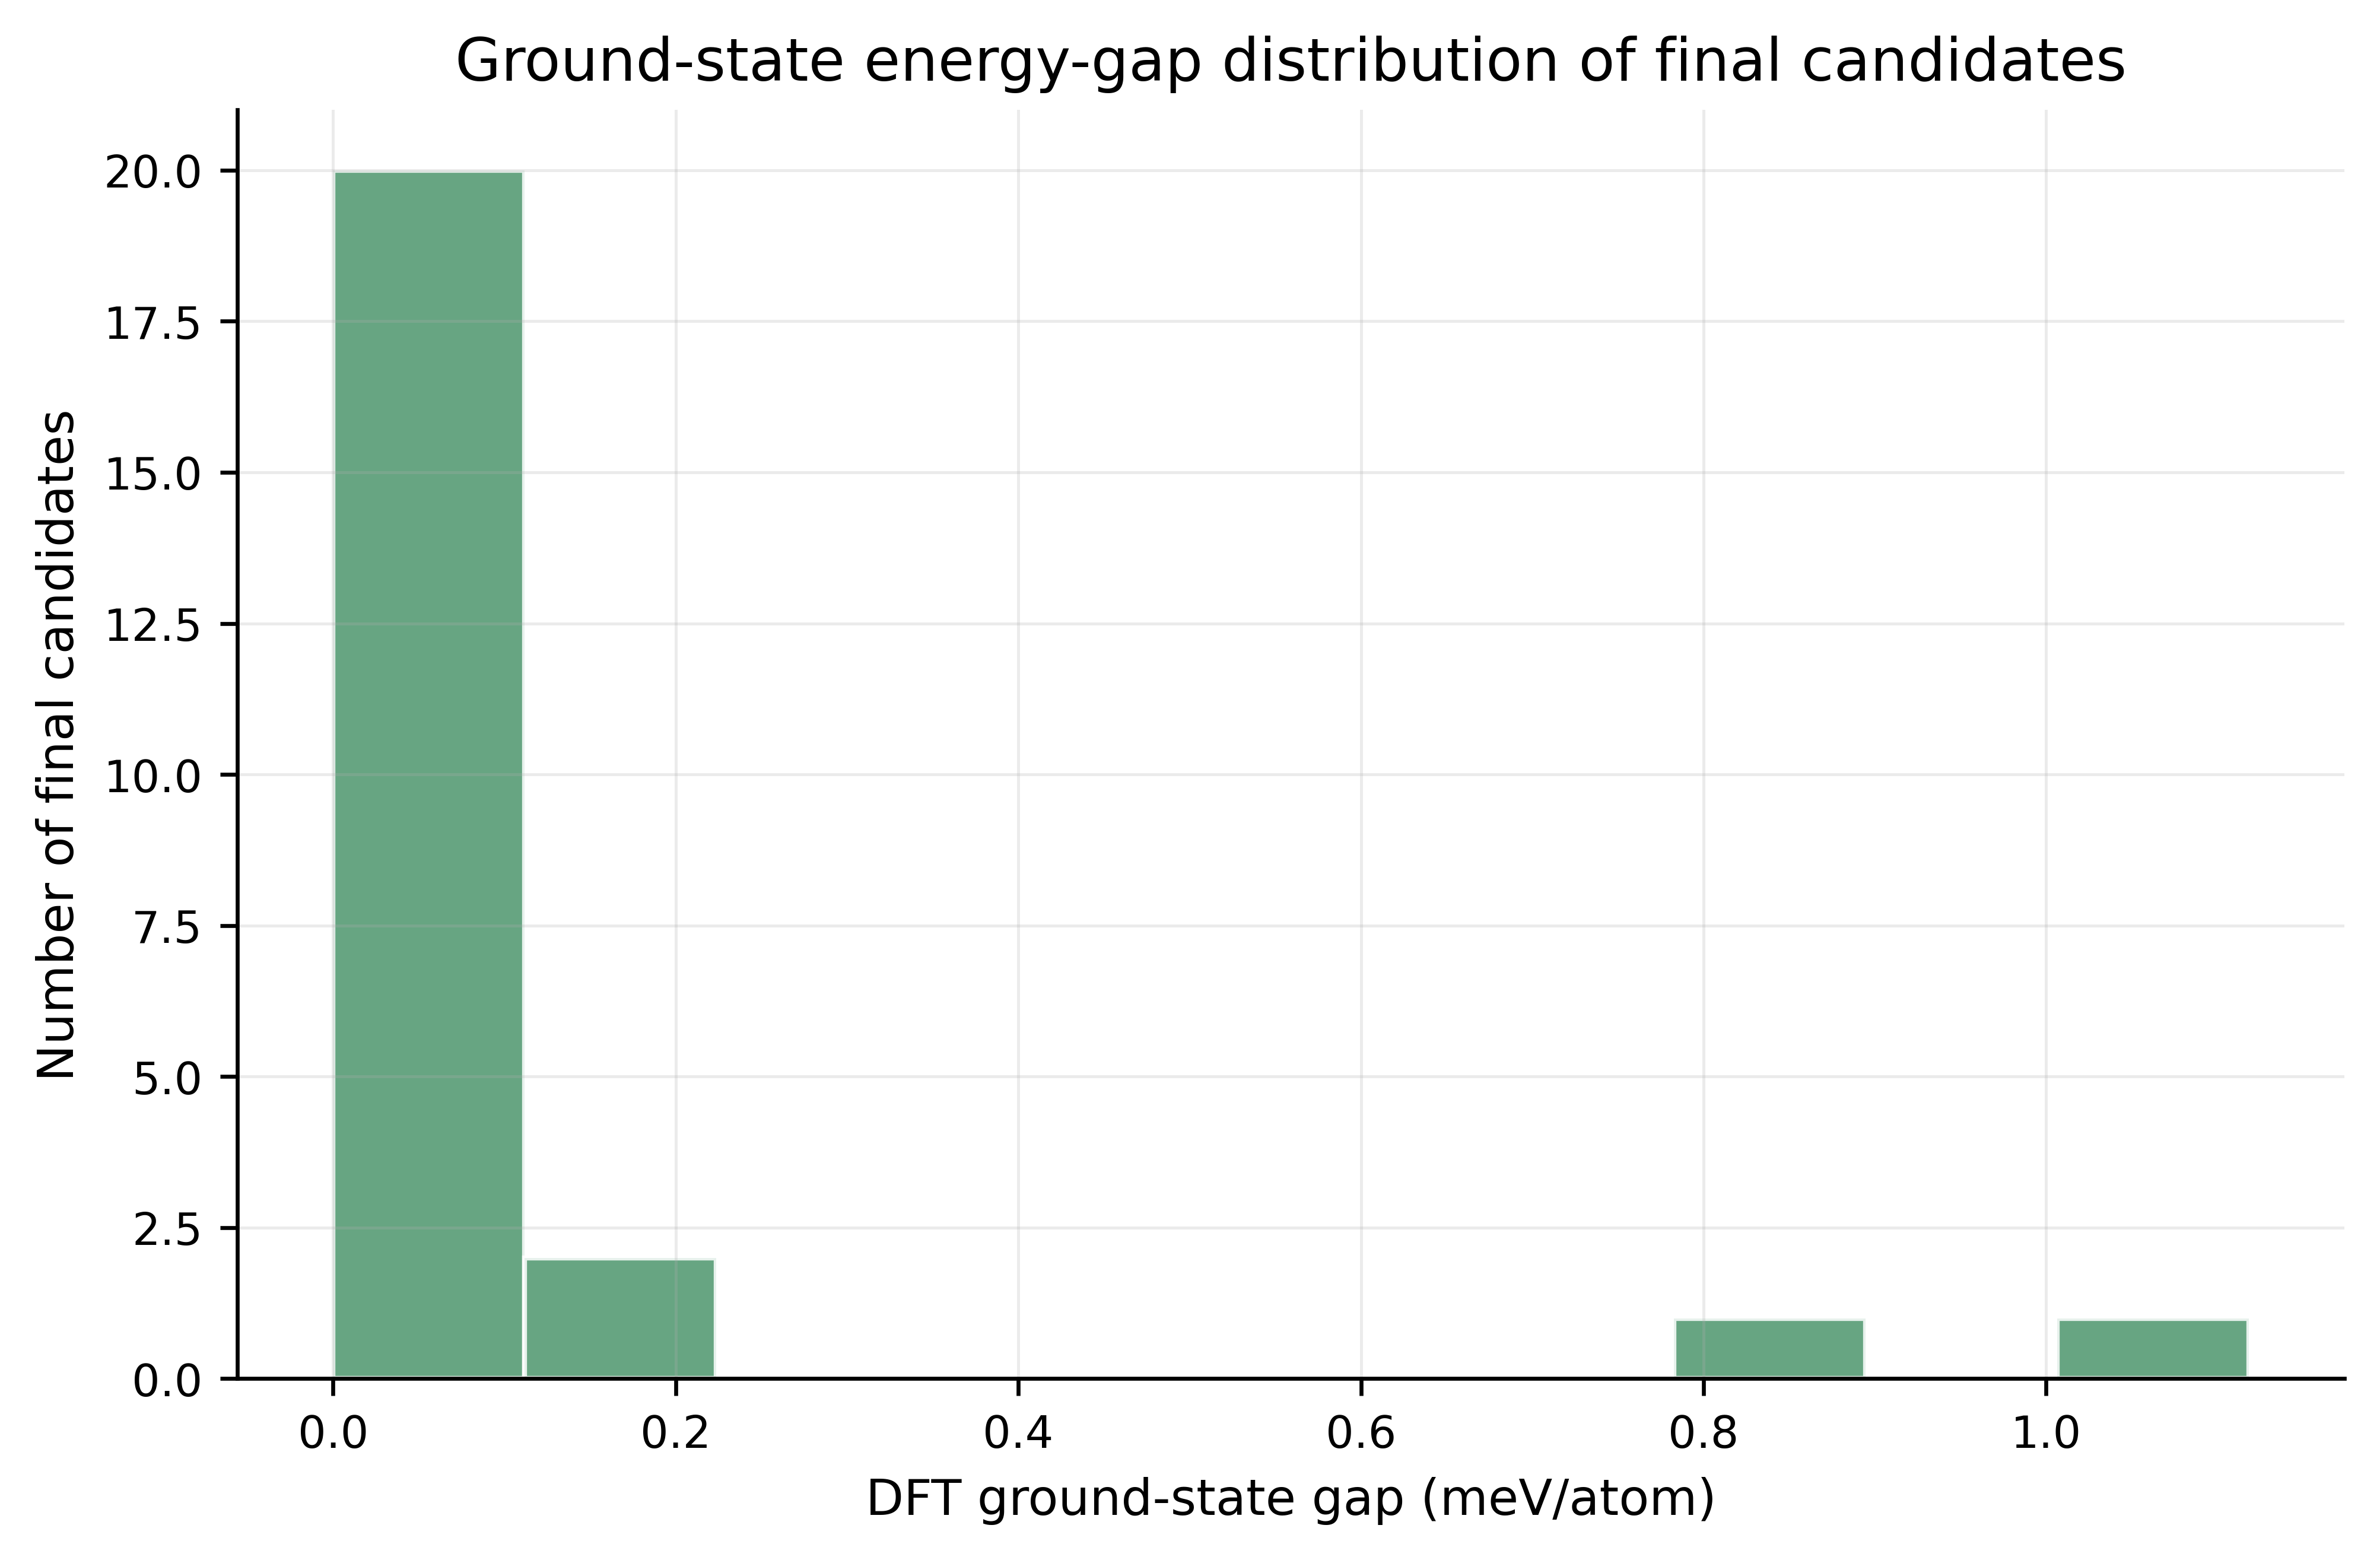 Ground-state energy-gap distribution of final candidates
Number of final candidates
20.0
17.5
15.0
12.5
10.0
7.5
5.0
2.5
0.0
0.0 0.2 0.4 0.6 0.8 1.0
DFT ground-state gap (meV/atom)